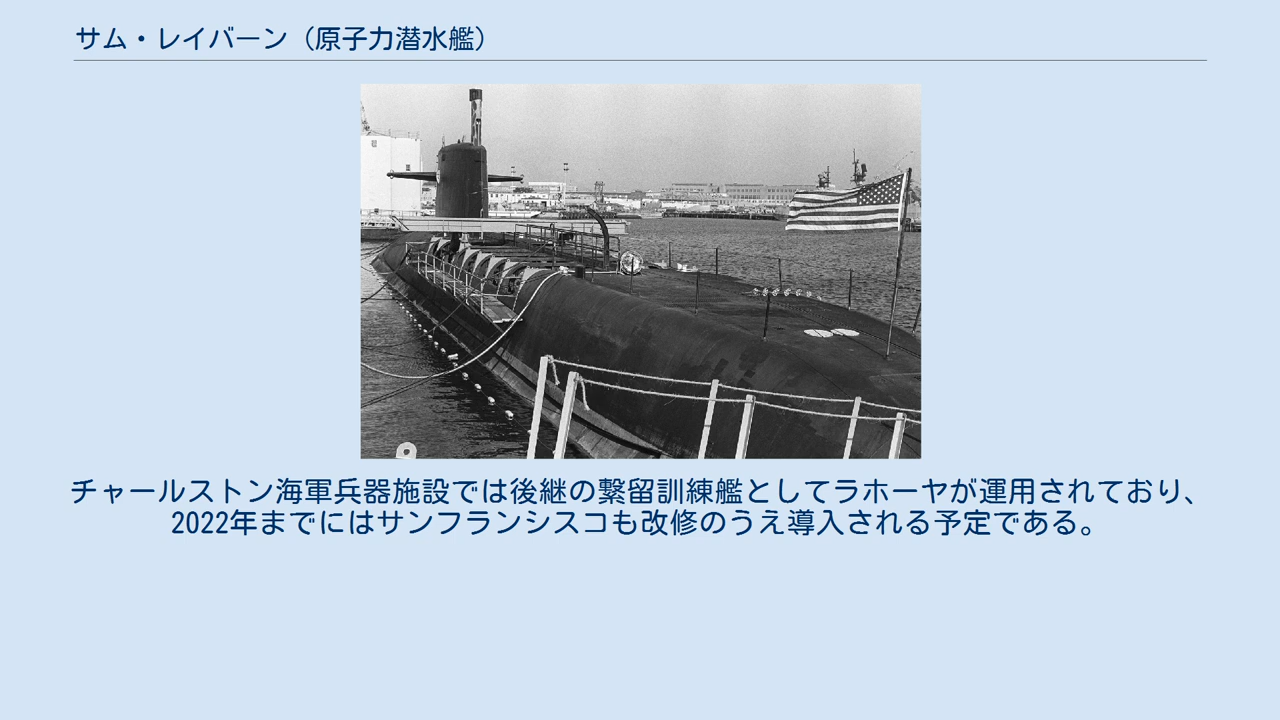 サム・レイバーン（原子力潜水艦）
チャールストン海軍兵器施設では後継の繋留訓練艦としてラホーヤが運用されており、
2022年までにはサンフランシスコも改修のうえ導入される予定である。